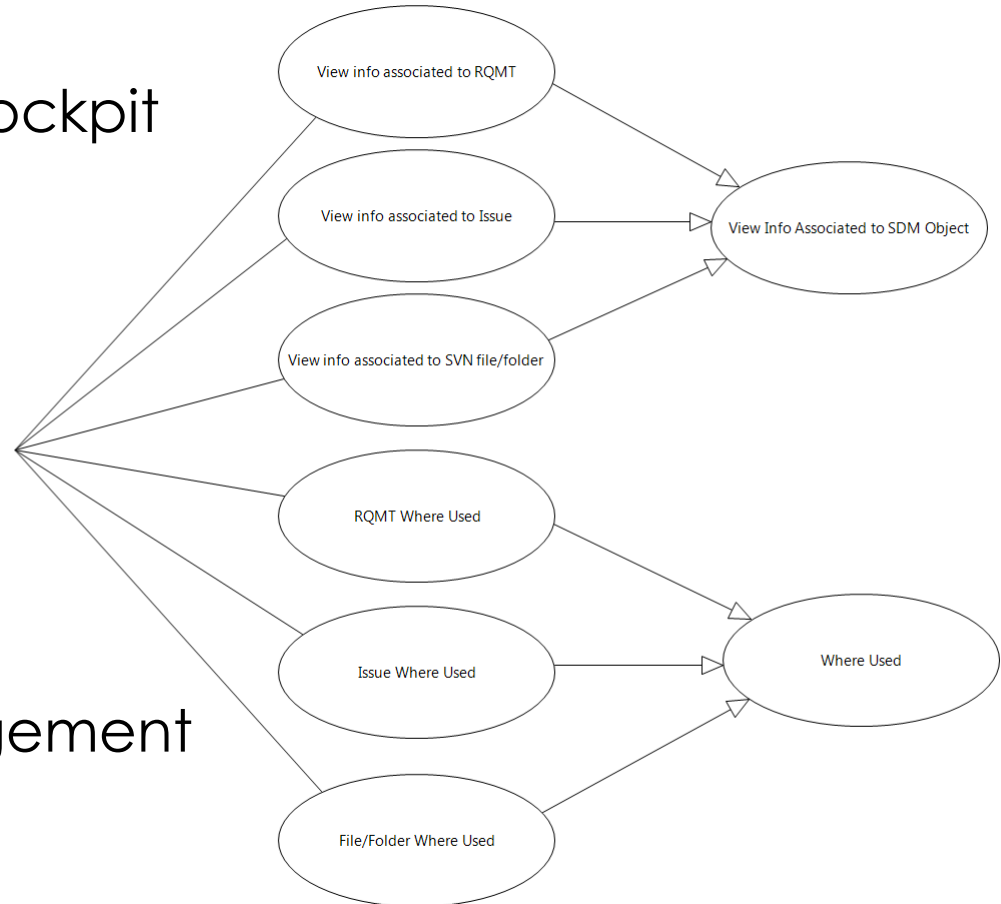 ockpit
gement
View info associated to RQMT
View info associated to Issue
View info associated to SVN file/folder
RQMT Where Used
Issue Where Used
File/Folder Where Used
View Info Associated to SDM Object
Where Used